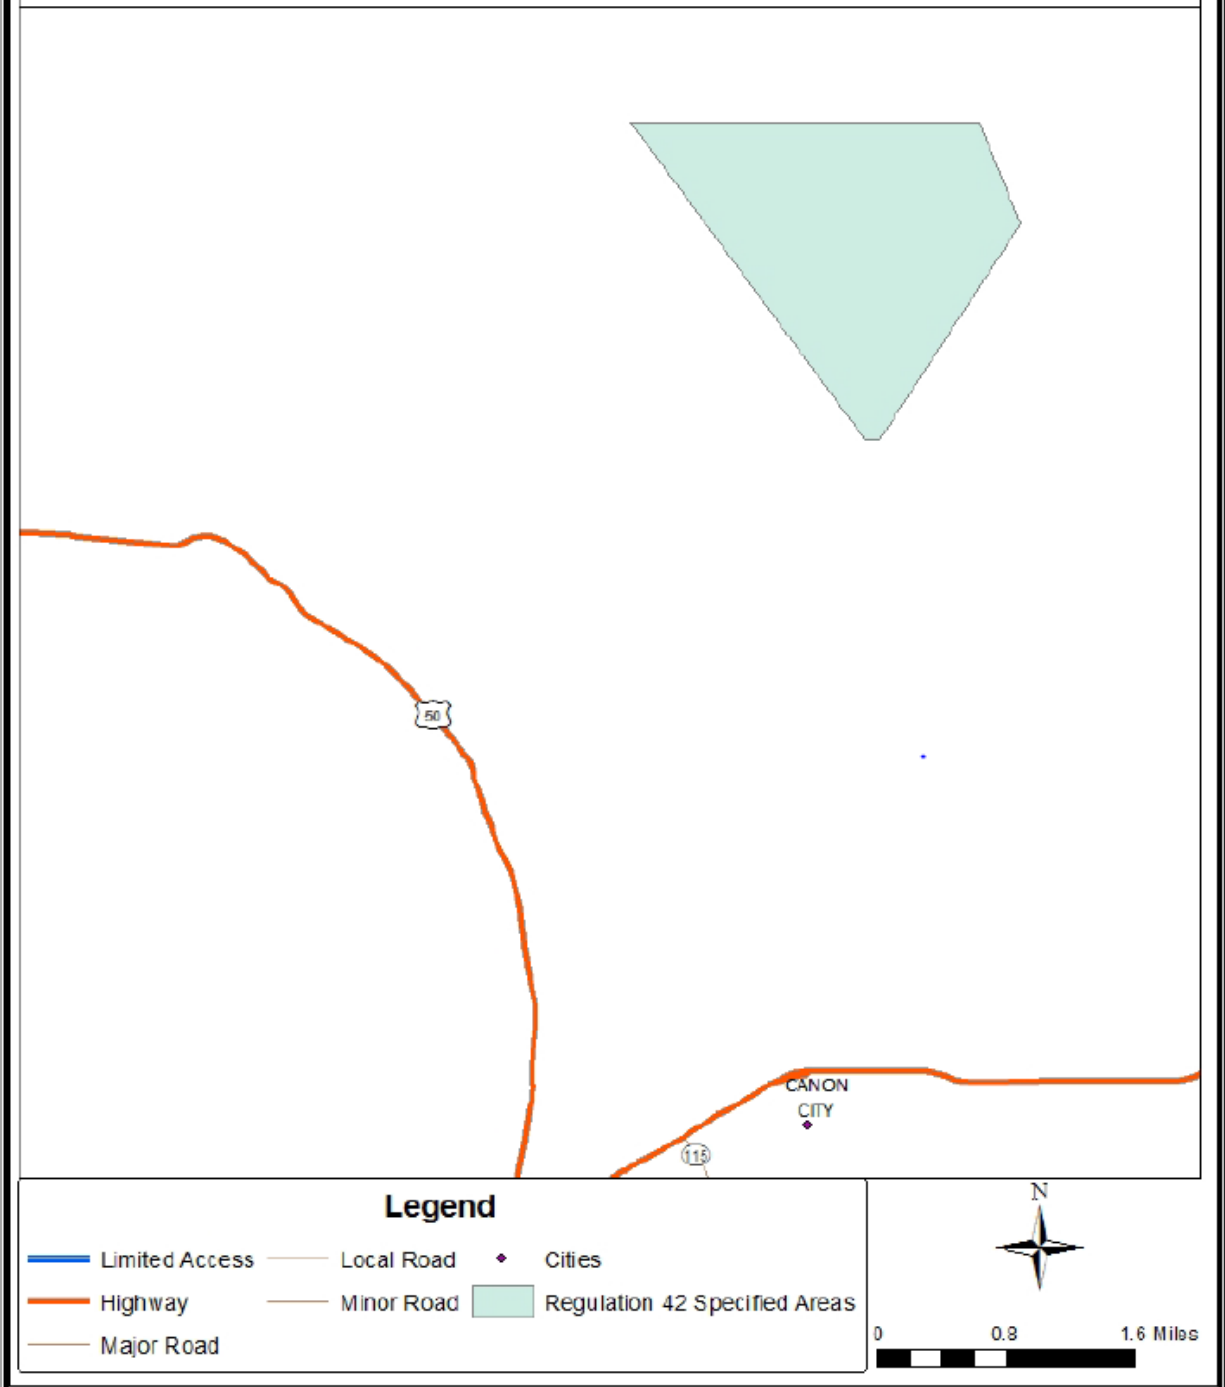 50
CANON
CITY
115
Legend
N
Limited Access
Local Road
Cities
Highway
Minor Road
Regulation 42 Specified Areas
Major Road
0 0.8 1.6 Miles